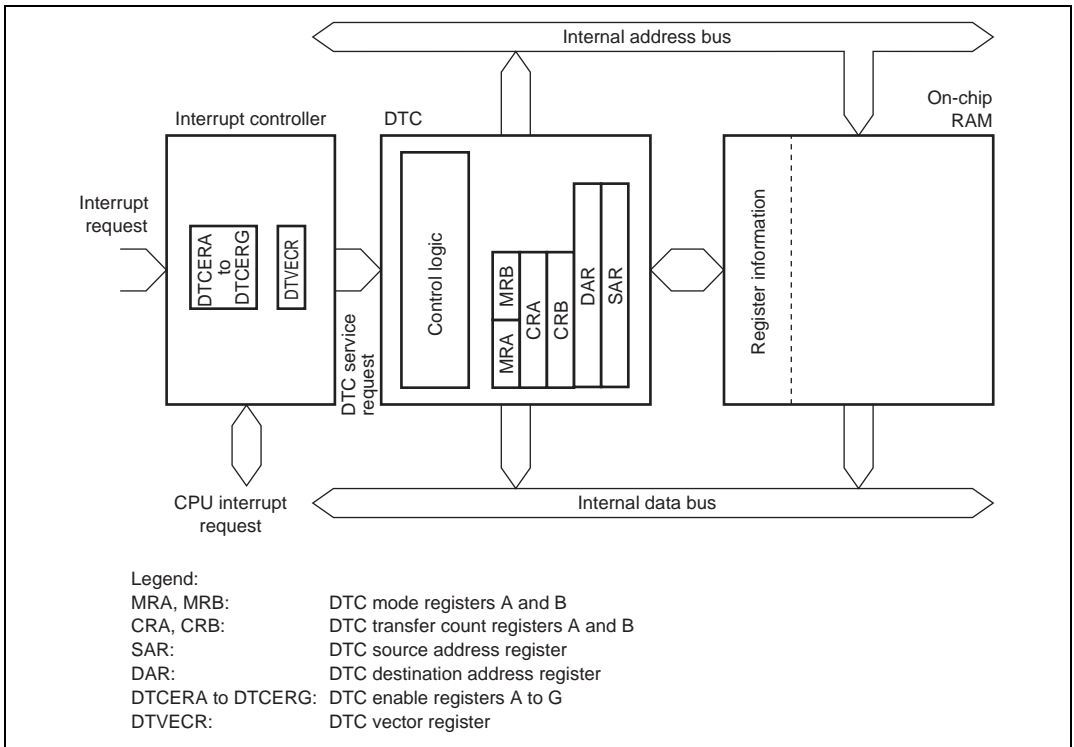 Internal address bus
On-chip
RAM
Interrupt controller
DTC
Interrupt
request
DTCERA
to
DTCERG
DTVECR
DTC service
request
Control logic
MRA
MRB
CRA
CRB
DAR
SAR
Register information
CPU interrupt
request
Internal data bus
Legend:
MRA, MRB: DTC mode registers A and B
CRA, CRB: DTC transfer count registers A and B
SAR: DTC source address register
DAR: DTC destination address register
DTCERA to DTCERG: DTC enable registers A to G
DTVECR: DTC vector register